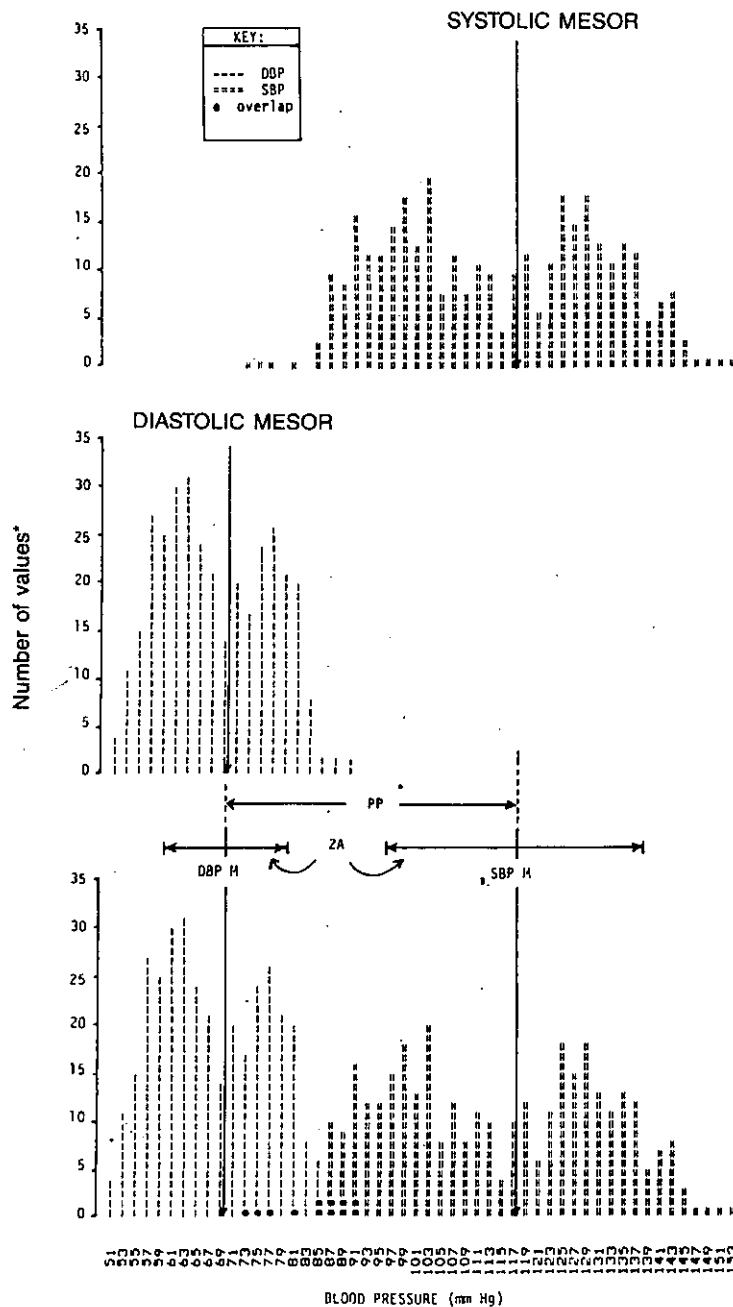 SYSTOLIC MESOR
KEY:
---- DBP
==== SBP
• overlap
35
30
25
20
15
10
5
0
DIASTOLIC MESOR
35
30
25
20
15
10
5
0
Number of values*
PP
2A
DBP M
SBP M
35
30
25
20
15
10
5
0
51 53 55 57 59 61 63 65 67 69 71 73 75 77 79 81 83 85 87 89 91 93 95 97 99 101 103 105 107 109 111 113 115 117 119 121 123 125 127 129 131 133 135 137 139 141 143 145 147 149 151 153
BLOOD PRESSURE (mm Hg)